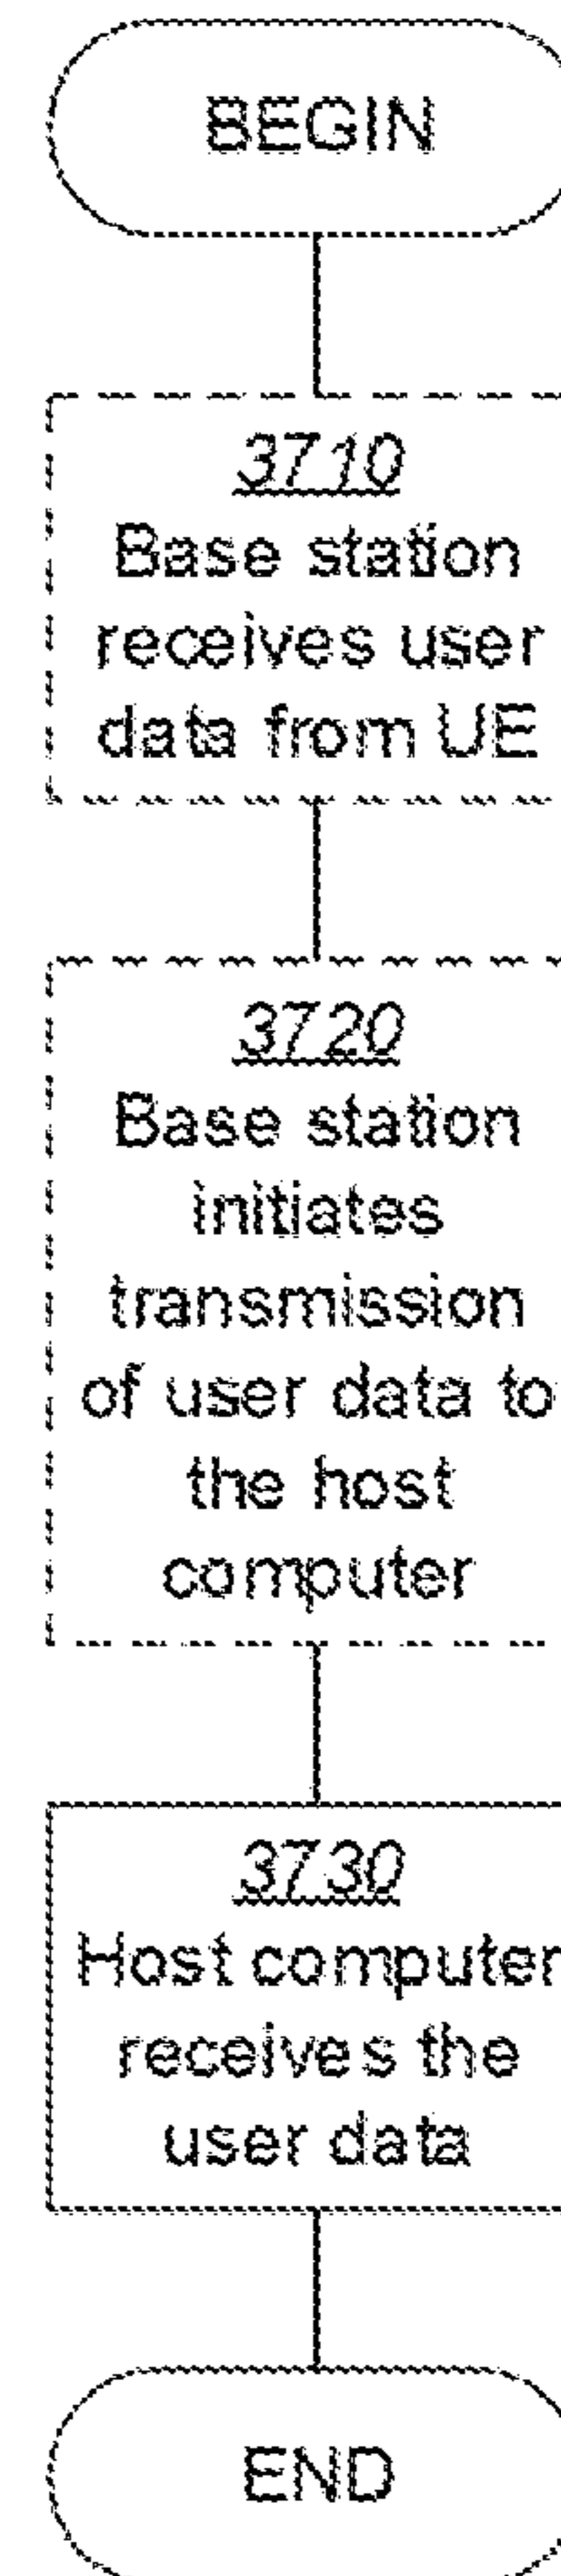 BEGIN
3710
Base station
receives user
data from UE
3720
Base station
initiates
transmission
of user data to
the host
computer
3730
Host computer
receives the
user data
END